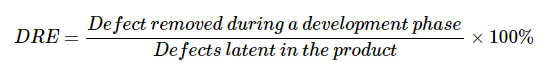 DRE = Defect removed during a development phase / Defects latent in the product × 100%